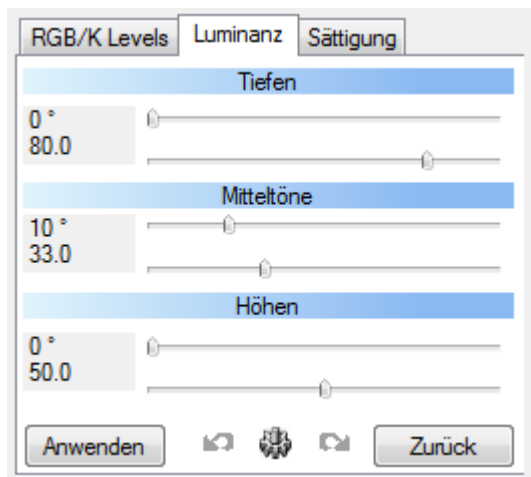 RGB/K Levels Luminanz Sättigung
Tiefen
0 °
80.0
Mitteltöne
10 °
33.0
Höhen
0 °
50.0
Anwenden Zurück